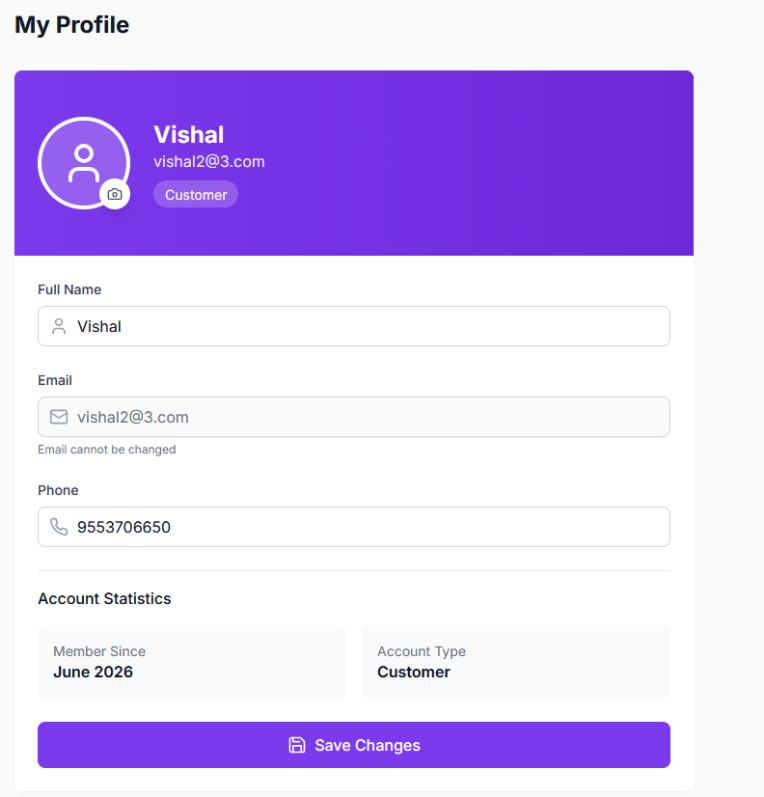 My Profile
Vishal
vishal2@3.com
Customer
Full Name
Vishal
Email
vishal2@3.com
Email cannot be changed
Phone
9553706650
Account Statistics
Member Since
June 2026
Account Type
Customer
Save Changes